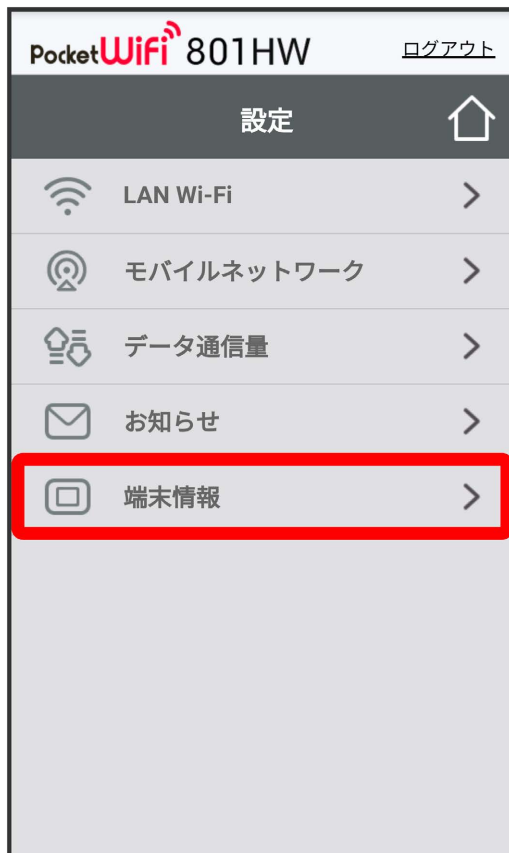 PocketWiFi 801HW ログアウト
設定
LAN Wi-Fi
モバイルネットワーク
データ通信量
お知らせ
端末情報